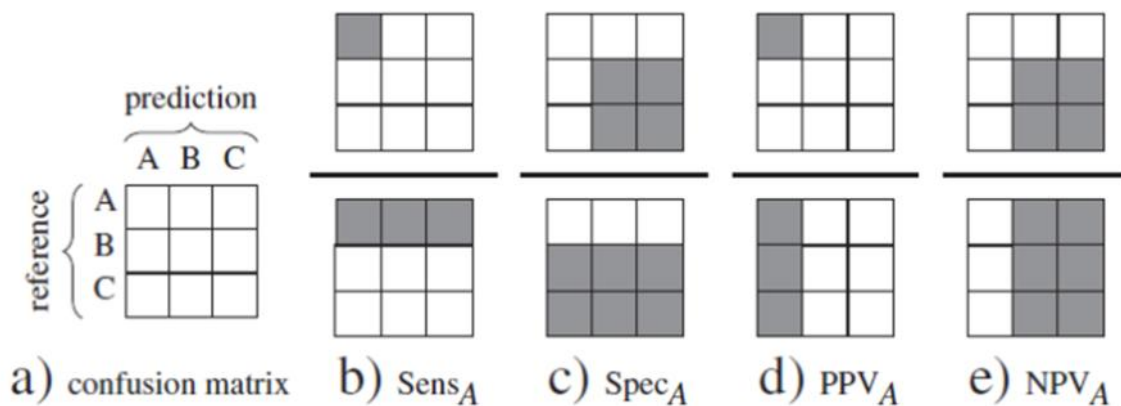 prediction
A B C
reference
A
B
C
a) confusion matrix
b) Sens_A
c) Spec_A
d) PPV_A
e) NPV_A